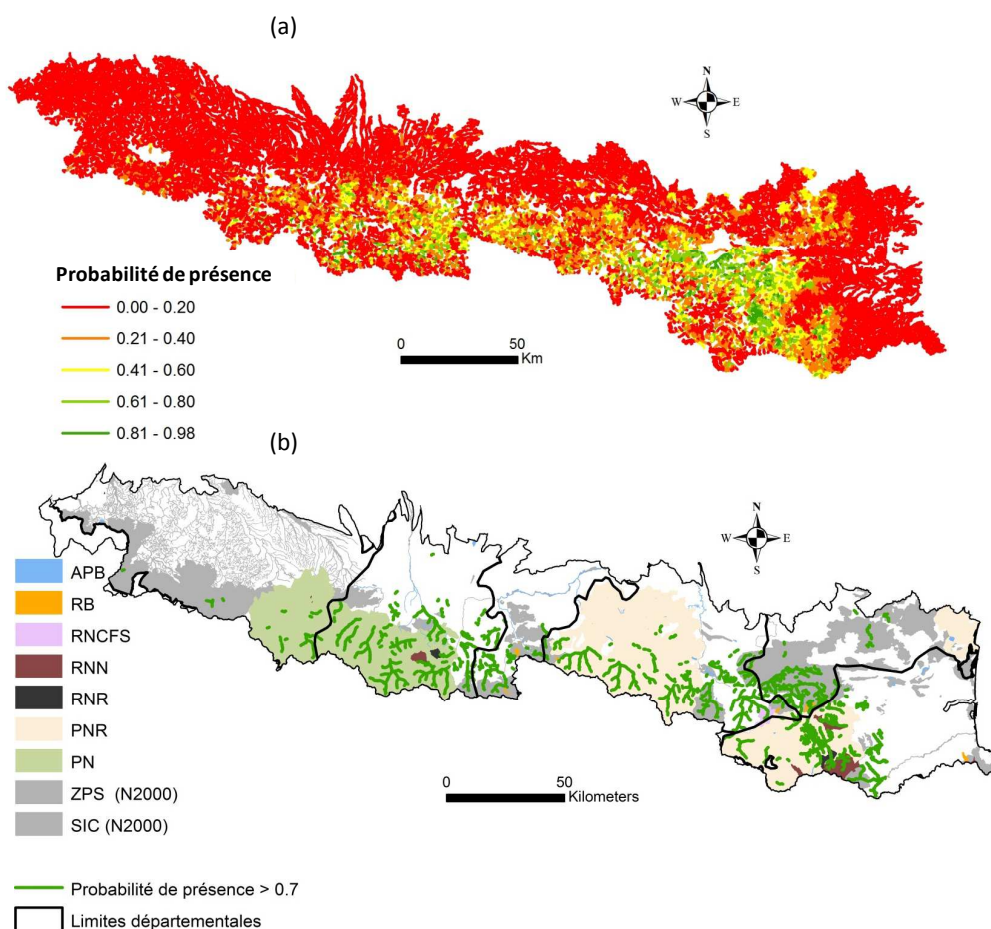 (a)
N
W E
S
Probabilité de présence
0.00 - 0.20
0.21 - 0.40
0.41 - 0.60
0.61 - 0.80
0.81 - 0.98
0 50
Km
(b)
N
W E
S
APB
RB
RNCFS
RNN
RNR
PNR
PN
ZPS (N2000)
SIC (N2000)
0 50
Kilometers
Probabilité de présence > 0.7
Limites départementales